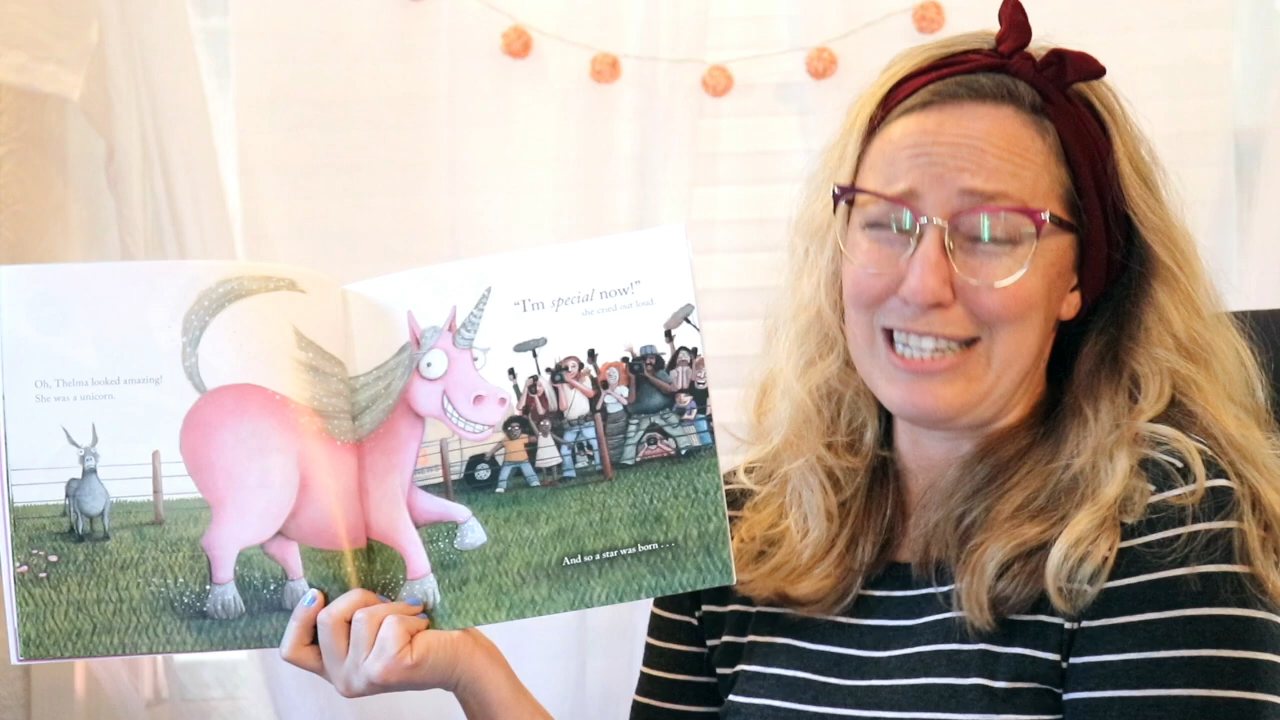 Oh, Thelma looked amazing!
She was a unicorn.
“I’m special now!”
she cried out loud.
And so a star was born . . .